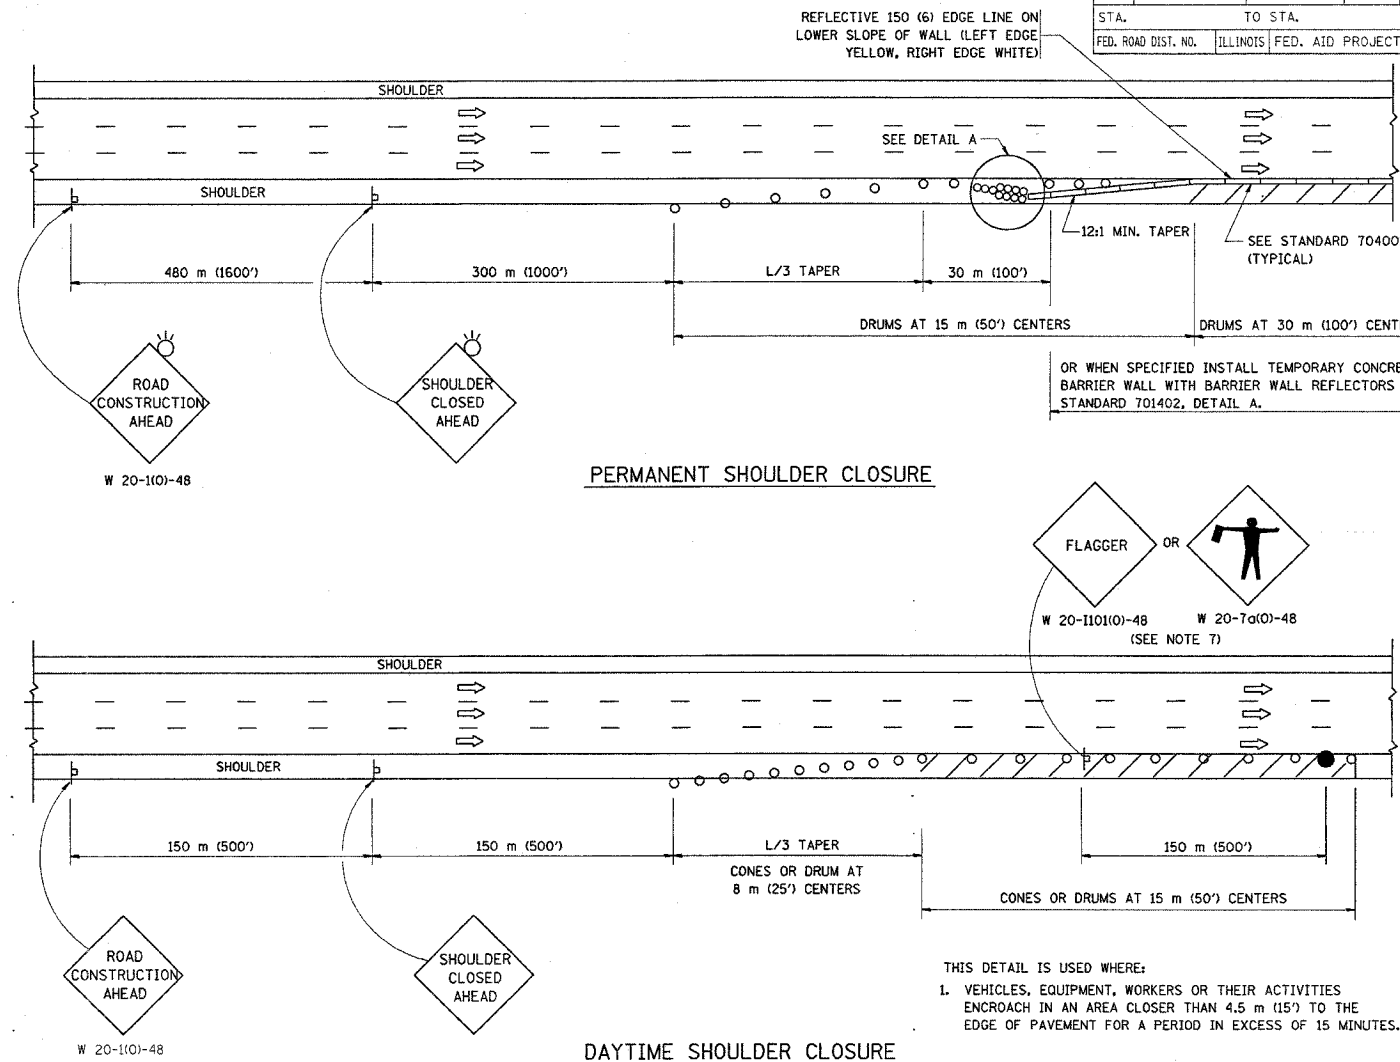 REFLECTIVE 150 (6) EDGE LINE ON
LOWER SLOPE OF WALL (LEFT EDGE
YELLOW, RIGHT EDGE WHITE)
STA. TO STA.
FED. ROAD DIST. NO. ILLINOIS FED. AID PROJECT
SHOULDER
SEE DETAIL A
SHOULDER
12:1 MIN. TAPER
SEE STANDARD 70400
(TYPICAL)
480 m (1600')
300 m (1000')
L/3 TAPER
30 m (100')
DRUMS AT 15 m (50') CENTERS
DRUMS AT 30 m (100') CENT
OR WHEN SPECIFIED INSTALL TEMPORARY CONCRE
BARRIER WALL WITH BARRIER WALL REFLECTORS
STANDARD 701402, DETAIL A.
ROAD
CONSTRUCTION
AHEAD
W 20-1(O)-48
SHOULDER
CLOSED
AHEAD
PERMANENT SHOULDER CLOSURE
FLAGGER
OR
W 20-I101(O)-48
W 20-7a(O)-48
(SEE NOTE 7)
SHOULDER
SHOULDER
150 m (500')
150 m (500')
L/3 TAPER
CONES OR DRUM AT
8 m (25') CENTERS
150 m (500')
CONES OR DRUMS AT 15 m (50') CENTERS
ROAD
CONSTRUCTION
AHEAD
W 20-1(O)-48
SHOULDER
CLOSED
AHEAD
THIS DETAIL IS USED WHERE:
1. VEHICLES, EQUIPMENT, WORKERS OR THEIR ACTIVITIES
ENCROACH IN AN AREA CLOSER THAN 4.5 m (15') TO THE
EDGE OF PAVEMENT FOR A PERIOD IN EXCESS OF 15 MINUTES.
DAYTIME SHOULDER CLOSURE